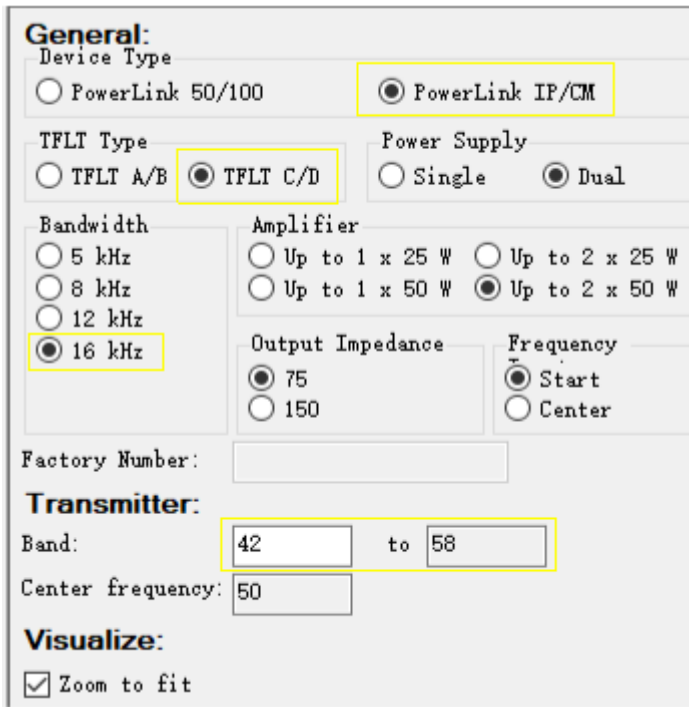 General:
Device Type
PowerLink 50/100 PowerLink IP/CM
TFLT Type Power Supply
TFLT A/B TFLT C/D Single Dual
Bandwidth Amplifier
5 kHz Up to 1 x 25 W Up to 2 x 25 W
8 kHz Up to 1 x 50 W Up to 2 x 50 W
12 kHz
16 kHz Output Impedance Frequency
75 Start
150 Center
Factory Number:
Transmitter:
Band: 42 to 58
Center frequency: 50
Visualize:
Zoom to fit